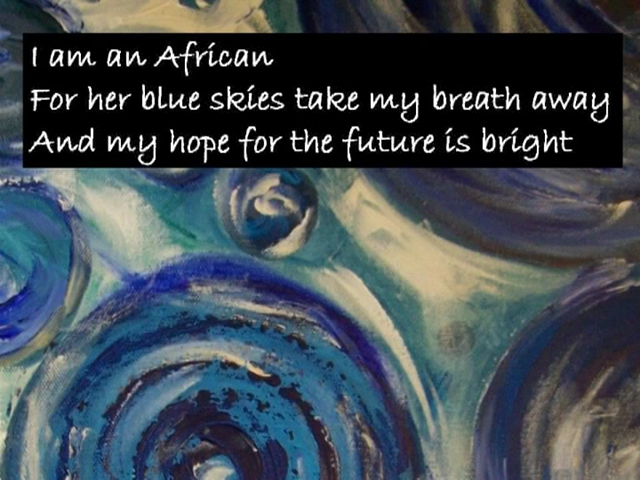 I am an African
For her blue skies take my breath away
And my hope for the future is bright